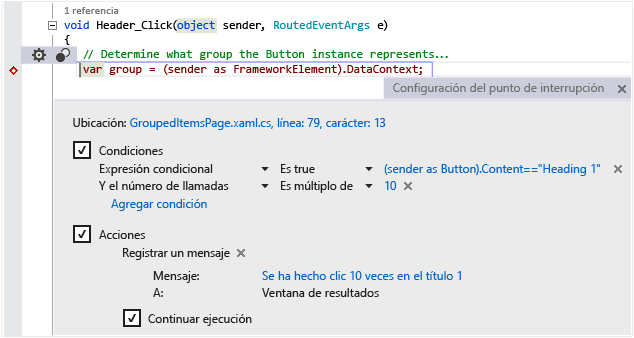 1 referencia
void Header_Click(object sender, RoutedEventArgs e)
{
// Determine what group the Button instance represents...
var group = (sender as FrameworkElement).DataContext;
Configuración del punto de interrupción
Ubicación: GroupedItemsPage.xaml.cs, línea: 79, carácter: 13
Condiciones
Expresión condicional Es true (sender as Button).Content=="Heading 1"
Y el número de llamadas Es múltiplo de 10
Agregar condición
Acciones
Registrar un mensaje
Mensaje: Se ha hecho clic 10 veces en el título 1
A: Ventana de resultados
Continuar ejecución